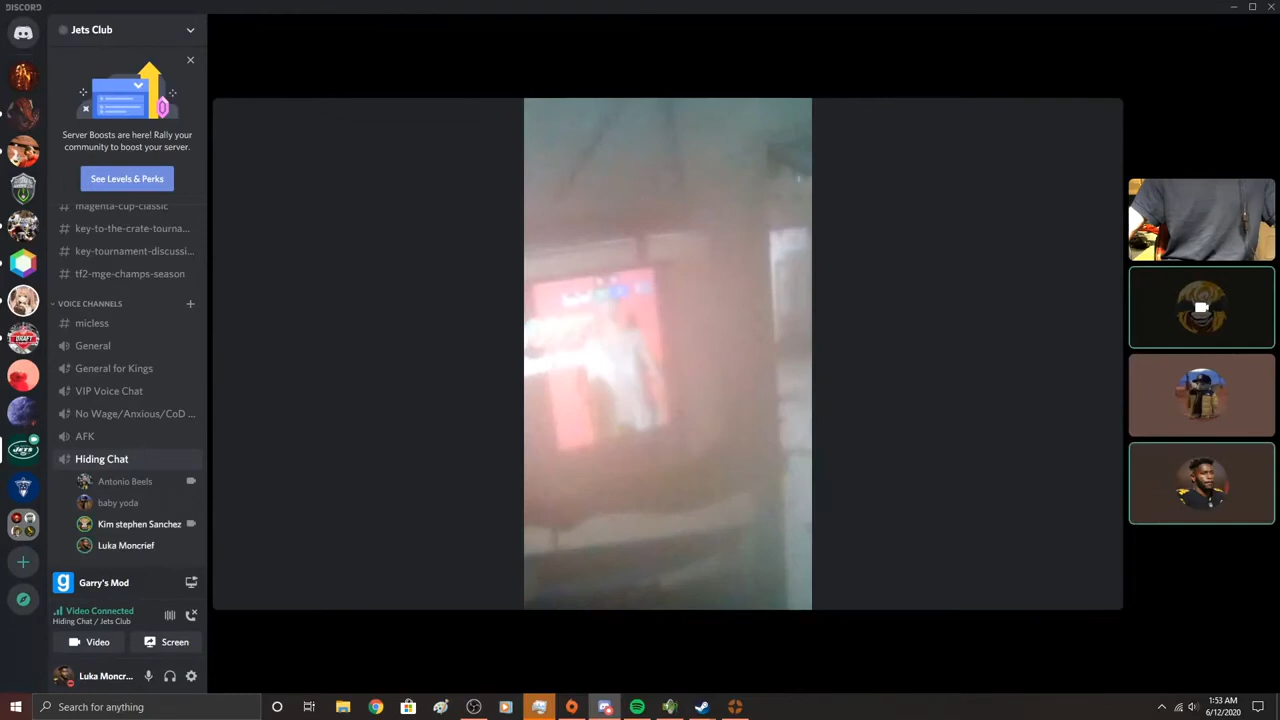 DISCORD
Jets Club
Server Boosts are here! Rally your
community to boost your server.
See Levels & Perks
magenta-cup-classic
key-to-the-crate-tourna...
key-tournament-discussi...
tf2-mge-champs-season
VOICE CHANNELS
micless
General
General for Kings
VIP Voice Chat
No Wage/Anxious/CoD ...
AFK
Hiding Chat
Antonio Beels
baby yoda
Kim stephen Sanchez
Luka Moncrief
Garry's Mod
Video Connected
Hiding Chat / Jets Club
Video
Screen
Luka Moncr...
Search for anything
1:53 AM
6/12/2020
JETS
DRAFT